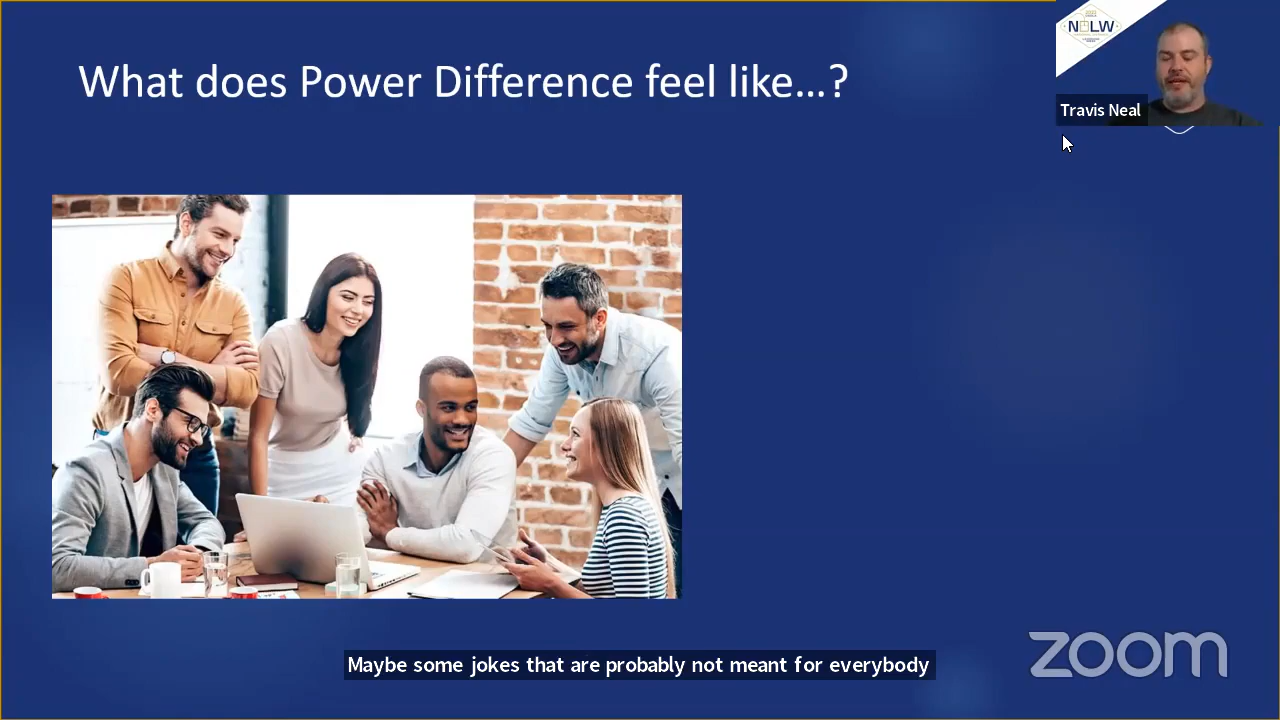 What does Power Difference feel like...?
NOLW
Travis Neal
Maybe some jokes that are probably not meant for everybody
zoom